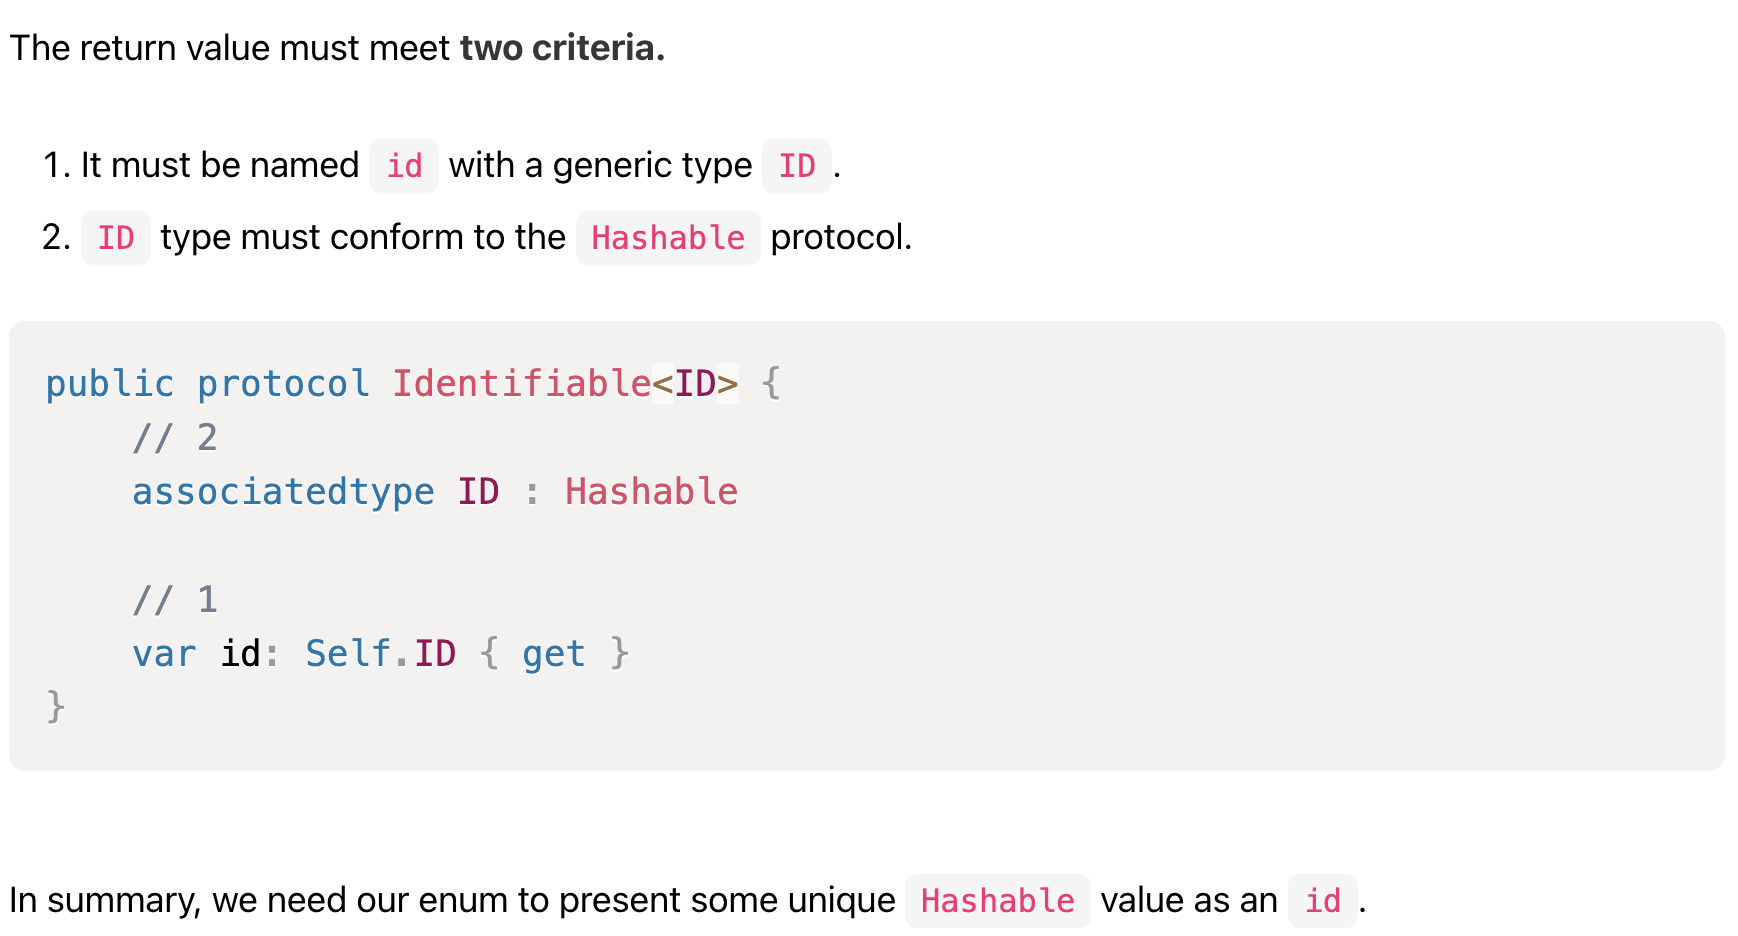 The return value must meet two criteria.
1. It must be named id with a generic type ID.
2. ID type must conform to the Hashable protocol.
public protocol Identifiable<ID> {
    // 2
    associatedtype ID : Hashable
    // 1
    var id: Self.ID { get }
}
In summary, we need our enum to present some unique Hashable value as an id.